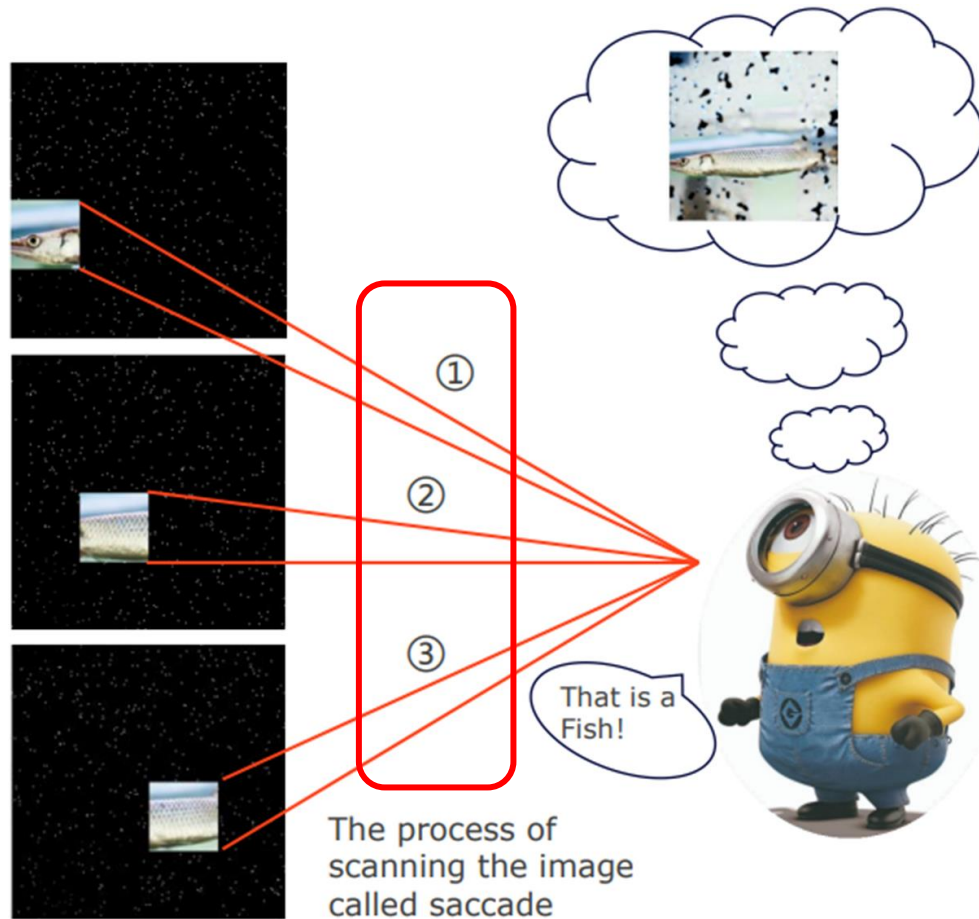 ①
②
③
That is a
Fish!
The process of
scanning the image
called saccade